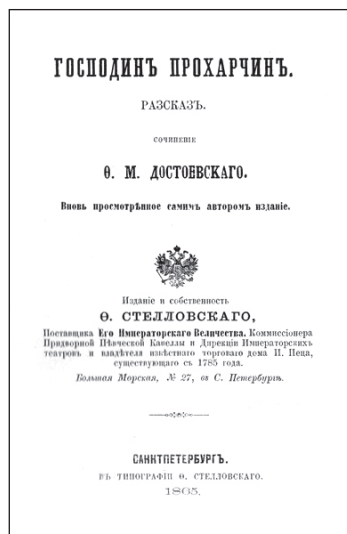 ГОСПОДИНЪ ПРОХАРЧИНЪ.
РАЗСКАЗЪ.
СОЧИНЕНІЕ
Ѳ. М. ДОСТОЕВСКАГО.
Вновь просмотрѣнное самимъ авторомъ изданіе.
Изданіе и собственность
Ѳ. СТЕЛЛОВСКАГО,
Поставщика Его Императорскаго Величества. Коммиссіонера
Придворной Пѣвческой Капеллы и Дирекціи Императорскихъ
театровъ и владѣтеля извѣстнаго торговаго дома И. Пеца,
существующаго съ 1785 года.
Большая Морская, № 27, въ С. Петербургѣ.
САНКТПЕТЕРБУРГЪ.
ВЪ ТИПОГРАФІИ Ѳ. СТЕЛЛОВСКАГО.
1865.